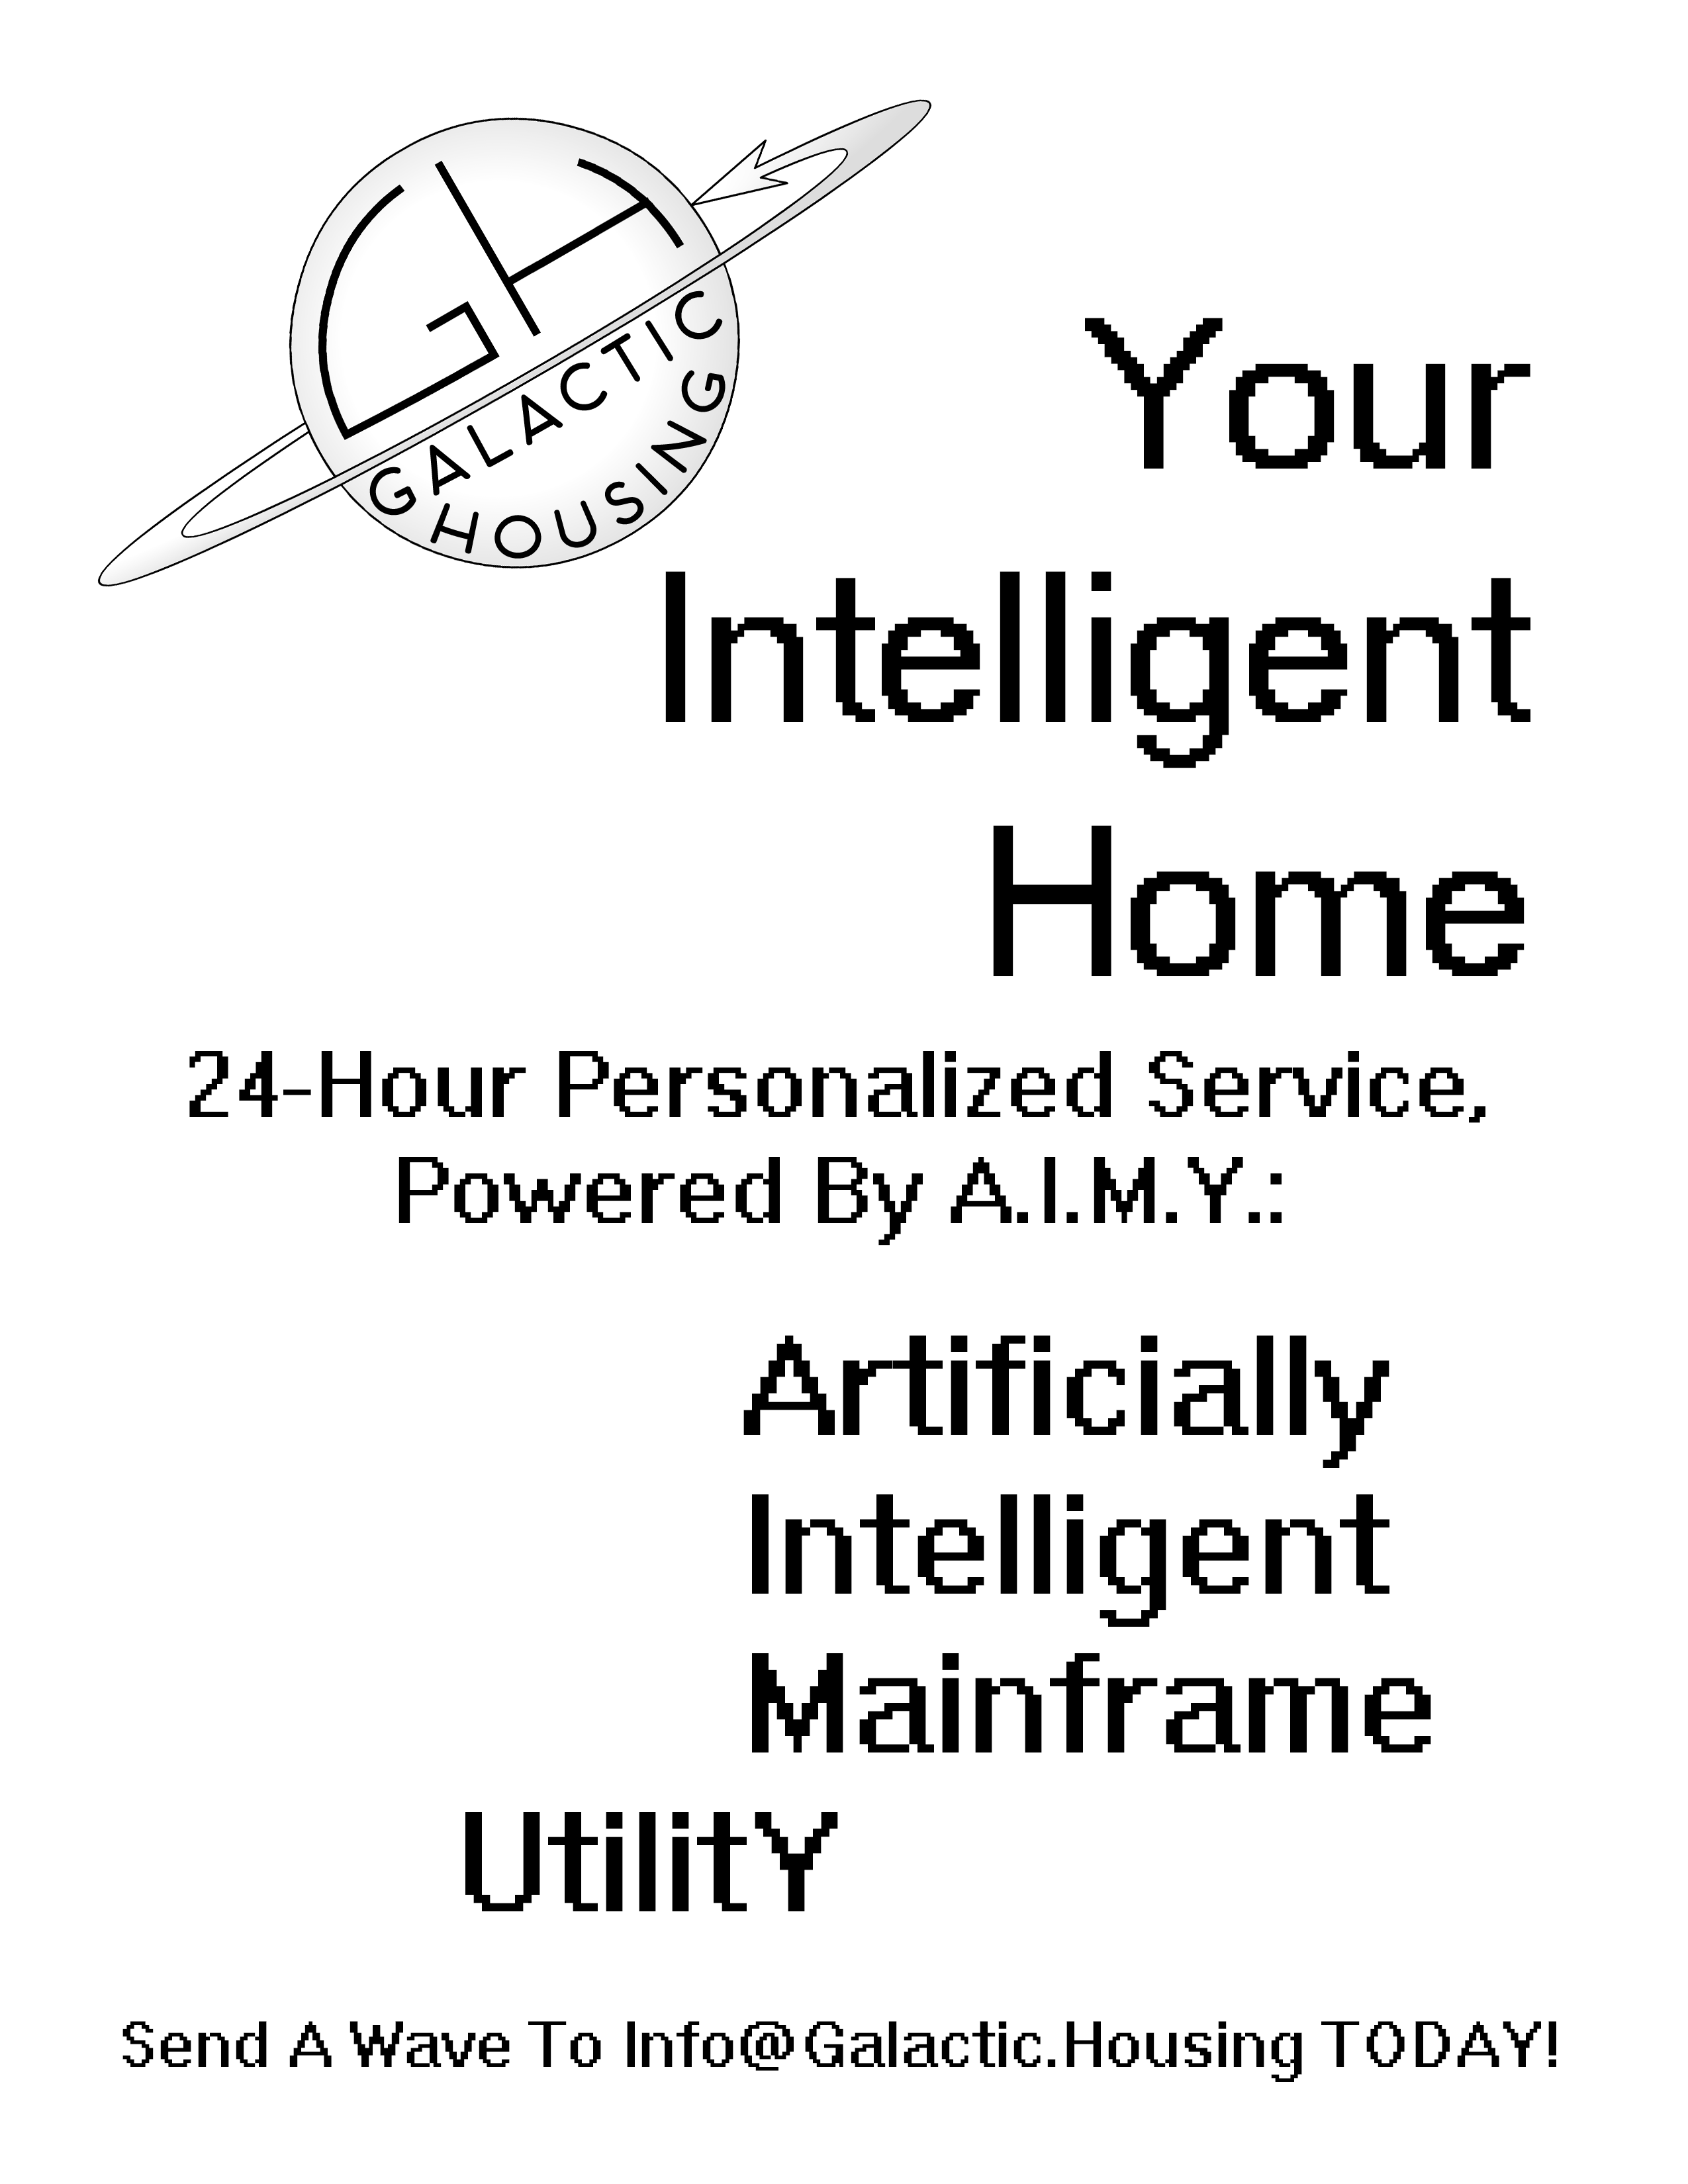 GH
GALACTIC
HOUSING
Your
Intelligent
Home
24-Hour Personalized Service,
Powered By A.I.M.Y.:
Artificially
Intelligent
Mainframe
UtilitY
Send A Wave To Info@Galactic.Housing TODAY!